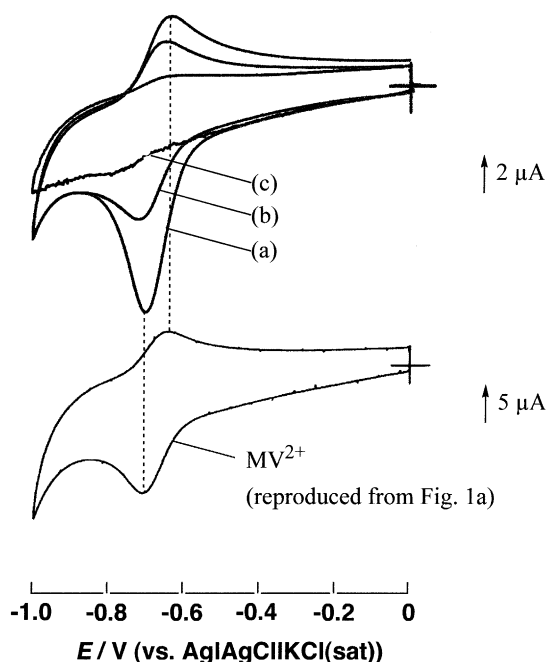 (c)
2 µA
(b)
(a)
5 µA
MV2+
(reproduced from Fig. 1a)
-1.0 -0.8 -0.6 -0.4 -0.2 0
E / V (vs. Ag|AgCl|KCl(sat))